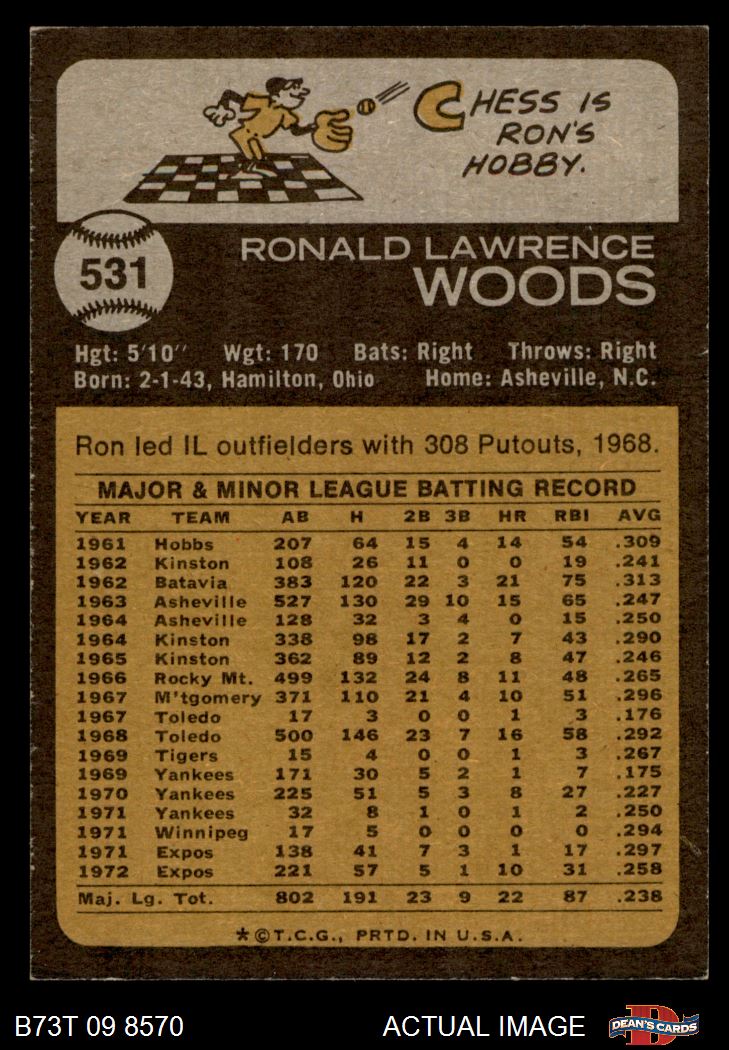 CHESS IS
RON'S
HOBBY.
531
RONALD LAWRENCE
WOODS
Hgt: 5'10" Wgt: 170 Bats: Right Throws: Right
Born: 2-1-43, Hamilton, Ohio Home: Asheville, N.C.
Ron led IL outfielders with 308 Putouts, 1968.
MAJOR & MINOR LEAGUE BATTING RECORD
YEAR TEAM AB H 2B 3B HR RBI AVG
1961 Hobbs 207 64 15 4 14 54 .309
1962 Kinston 108 26 11 0 0 19 .241
1962 Batavia 383 120 22 3 21 75 .313
1963 Asheville 527 130 29 10 15 65 .247
1964 Asheville 128 32 3 4 0 15 .250
1964 Kinston 338 98 17 2 7 43 .290
1965 Kinston 362 89 12 2 8 47 .246
1966 Rocky Mt. 499 132 24 8 11 48 .265
1967 M'tgomery 371 110 21 4 10 51 .296
1967 Toledo 17 3 0 0 1 3 .176
1968 Toledo 500 146 23 7 16 58 .292
1969 Tigers 15 4 0 0 1 3 .267
1969 Yankees 171 30 5 2 1 7 .175
1970 Yankees 225 51 5 3 8 27 .227
1971 Yankees 32 8 1 0 1 2 .250
1971 Winnipeg 17 5 0 0 0 0 .294
1971 Expos 138 41 7 3 1 17 .297
1972 Expos 221 57 5 1 10 31 .258
Maj. Lg. Tot. 802 191 23 9 22 87 .238
*©T.C.G., PRTD. IN U.S.A.
B73T 09 8570 ACTUAL IMAGE D DEAN'S CARDS